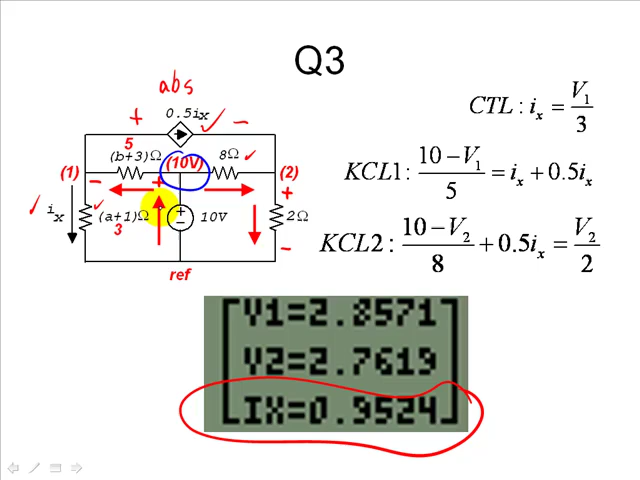 Q3
abs
+ 0.5ix -
5
(b+3)Ω (10V) 8Ω
(1) - + + (2)
ix (a+1)Ω + - 10V 2Ω
3
-
ref
CTL : ix = V1/3
KCL1: 10 − V1/5 = ix + 0.5ix
KCL2 : 10 − V2/8 + 0.5ix = V2/2
V1=2.8571
V2=2.7619
IX=0.9524